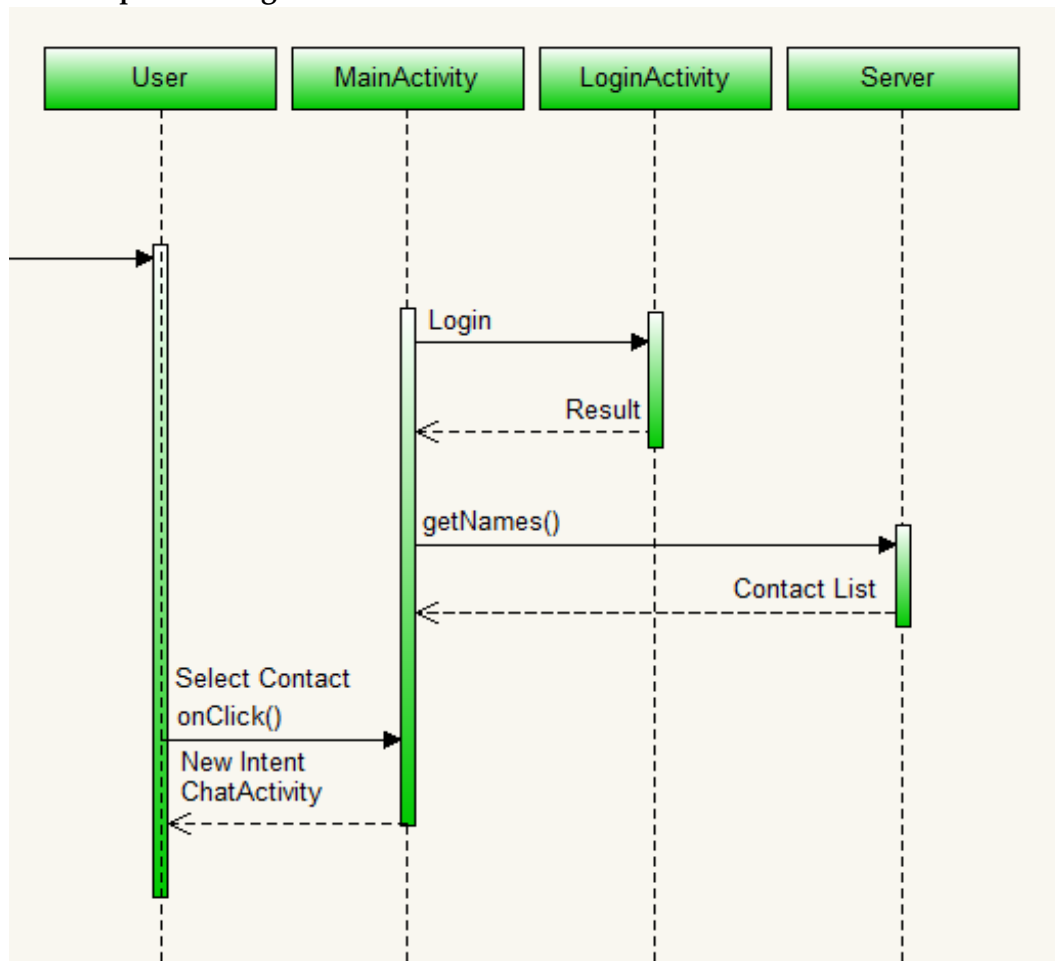 User
MainActivity
LoginActivity
Server
Login
Result
getNames()
Contact List
Select Contact
onClick()
New Intent
ChatActivity